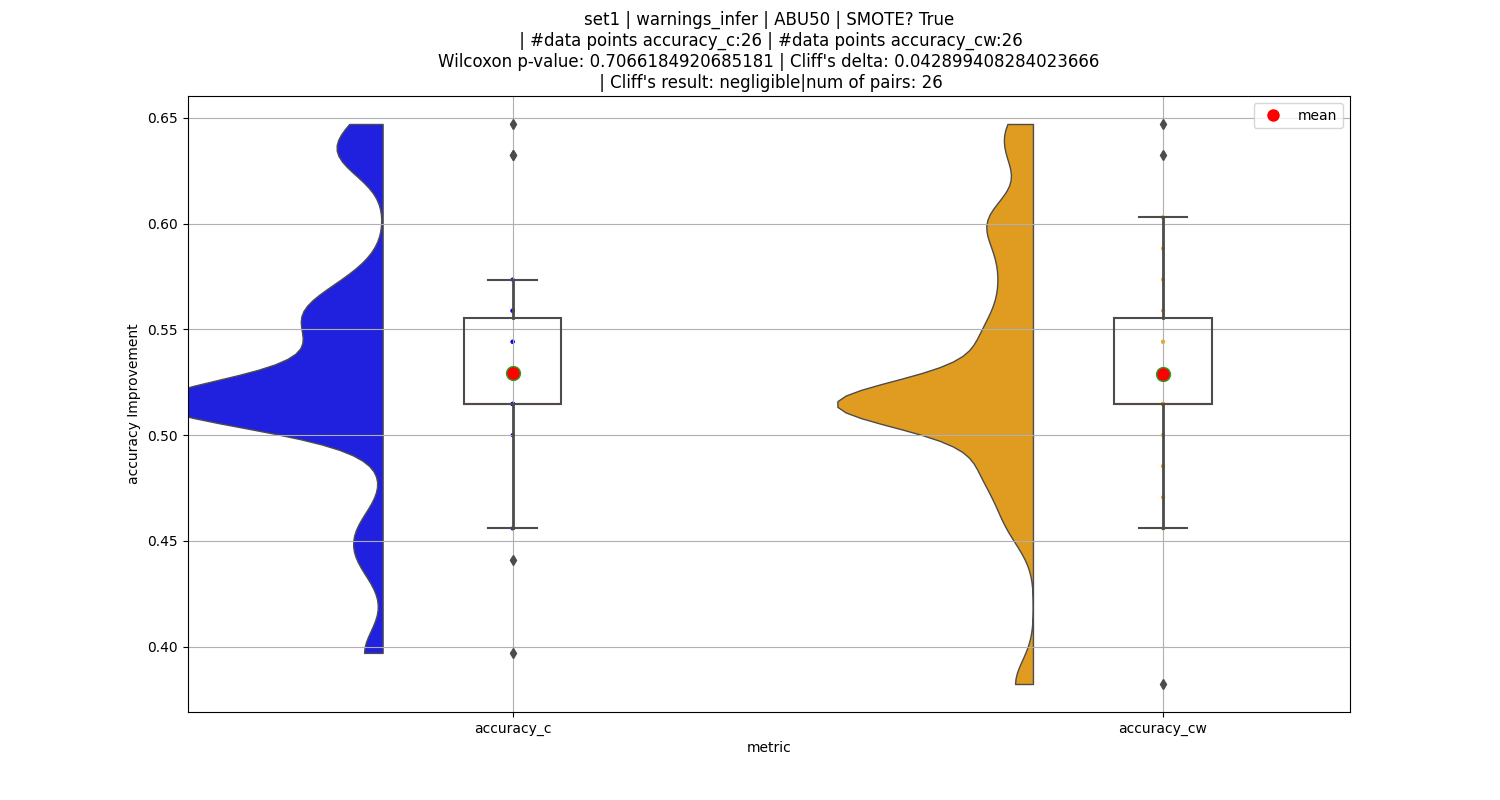 set1 | warnings_infer | ABU50 | SMOTE? True
| #data points accuracy_c:26 | #data points accuracy_cw:26
Wilcoxon p-value: 0.7066184920685181 | Cliff's delta: 0.042899408284023666
| Cliff's result: negligible|num of pairs: 26
mean
accuracy Improvement
0.65
0.60
0.55
0.50
0.45
0.40
accuracy_c
accuracy_cw
metric